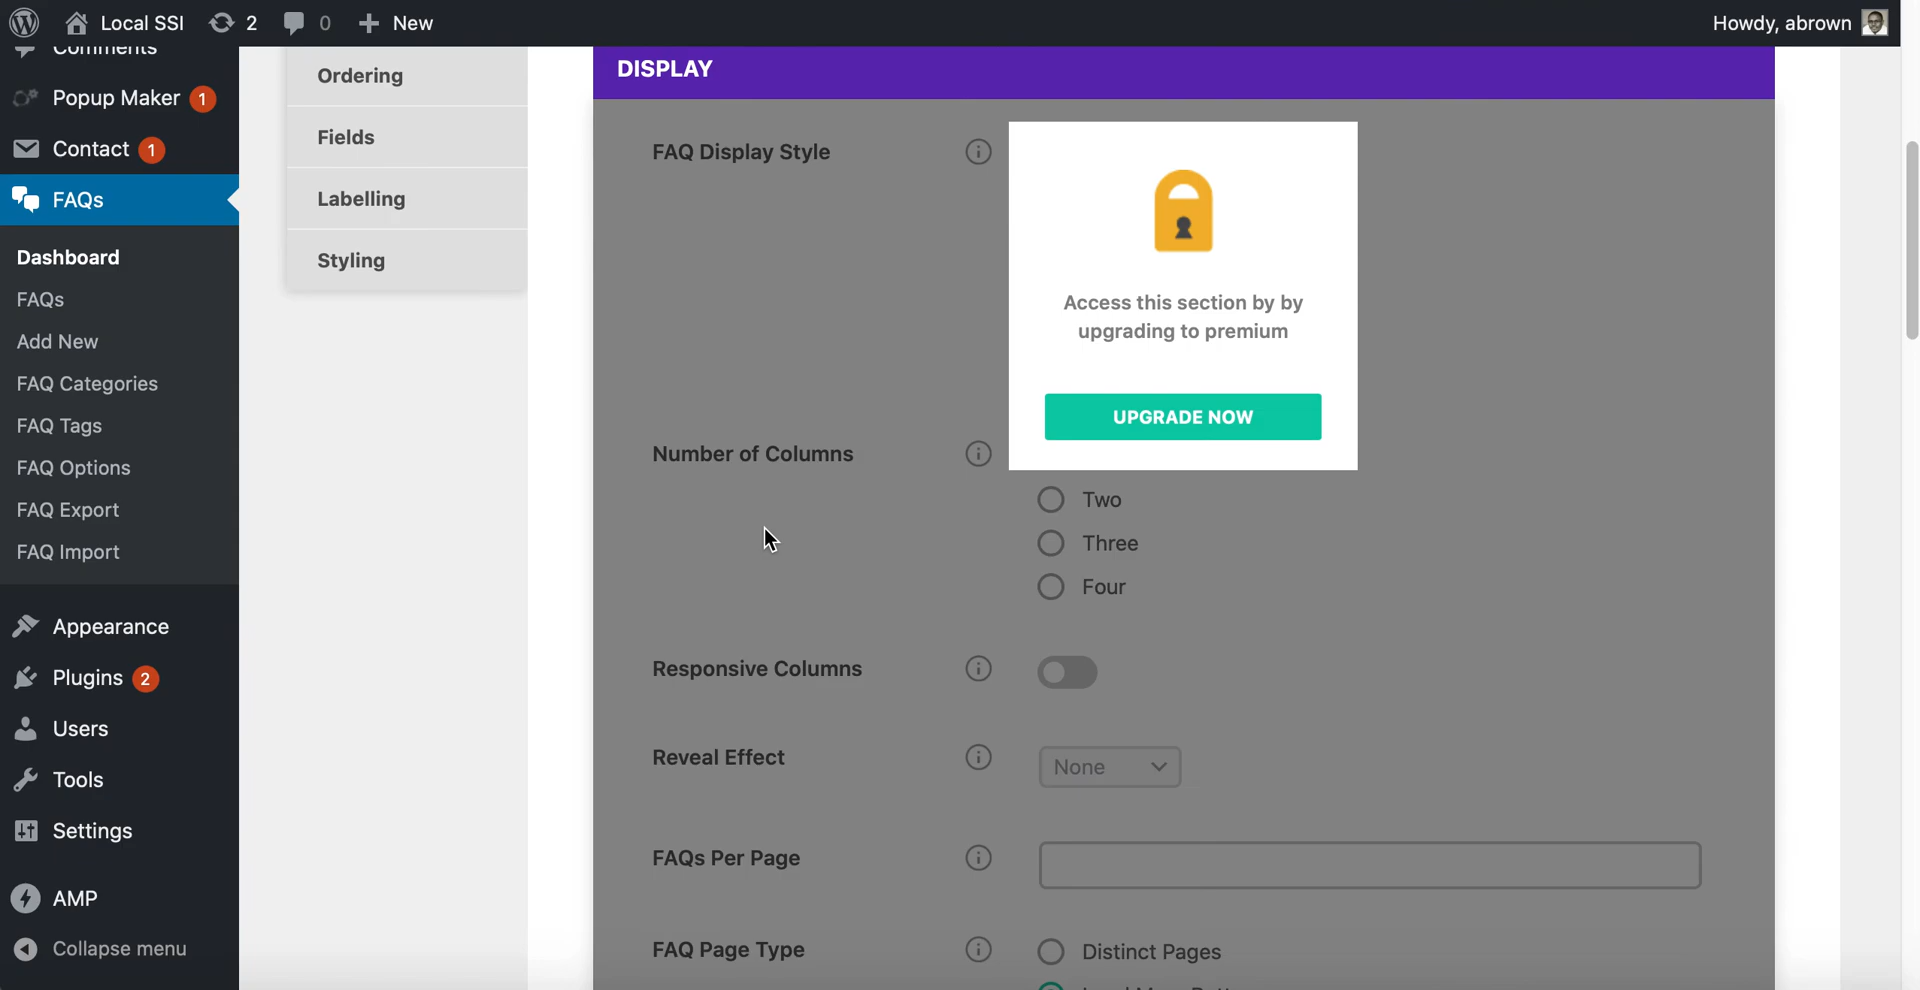 Local SSI
2
0
New
Howdy, abrown
Comments
Popup Maker 1
Contact 1
FAQs
Dashboard
FAQs
Add New
FAQ Categories
FAQ Tags
FAQ Options
FAQ Export
FAQ Import
Appearance
Plugins 2
Users
Tools
Settings
AMP
Collapse menu
Ordering
Fields
Labelling
Styling
DISPLAY
FAQ Display Style
Access this section by by
upgrading to premium
UPGRADE NOW
Number of Columns
Two
Three
Four
Responsive Columns
Reveal Effect
None
FAQs Per Page
FAQ Page Type
Distinct Pages